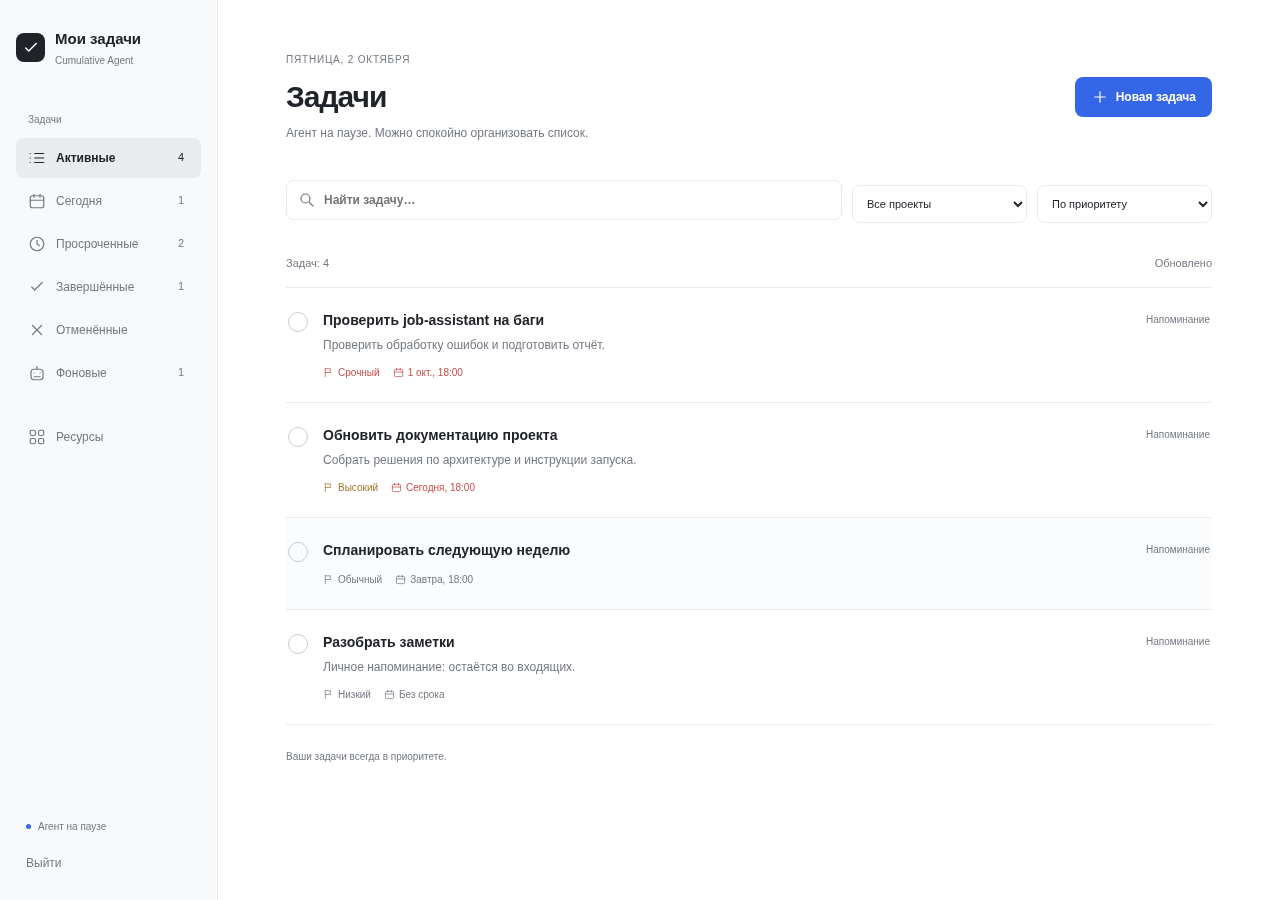 Мои задачи
Cumulative Agent
Задачи
Активные 4
Сегодня 1
Просроченные 2
Завершённые 1
Отменённые
Фоновые 1
Ресурсы
Агент на паузе
Выйти
ПЯТНИЦА, 2 ОКТЯБРЯ
Задачи
Новая задача
Агент на паузе. Можно спокойно организовать список.
Найти задачу…
Все проекты
По приоритету
Задач: 4
Обновлено
Проверить job-assistant на баги
Напоминание
Проверить обработку ошибок и подготовить отчёт.
Срочный 1 окт., 18:00
Обновить документацию проекта
Напоминание
Собрать решения по архитектуре и инструкции запуска.
Высокий Сегодня, 18:00
Спланировать следующую неделю
Напоминание
Обычный Завтра, 18:00
Разобрать заметки
Напоминание
Личное напоминание: остаётся во входящих.
Низкий Без срока
Ваши задачи всегда в приоритете.